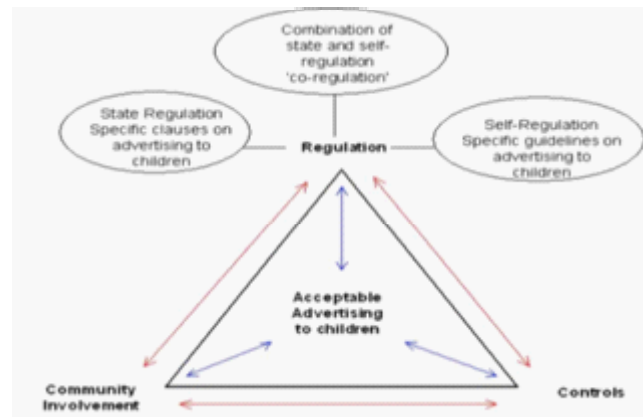 Combination of
state and self-
regulation
'co-regulation'
State Regulation
Specific clauses on
advertising to
children
Self-Regulation
Specific guidelines on
advertising to
children
Regulation
Acceptable
Advertising
to children
Community
Involvement
Controls